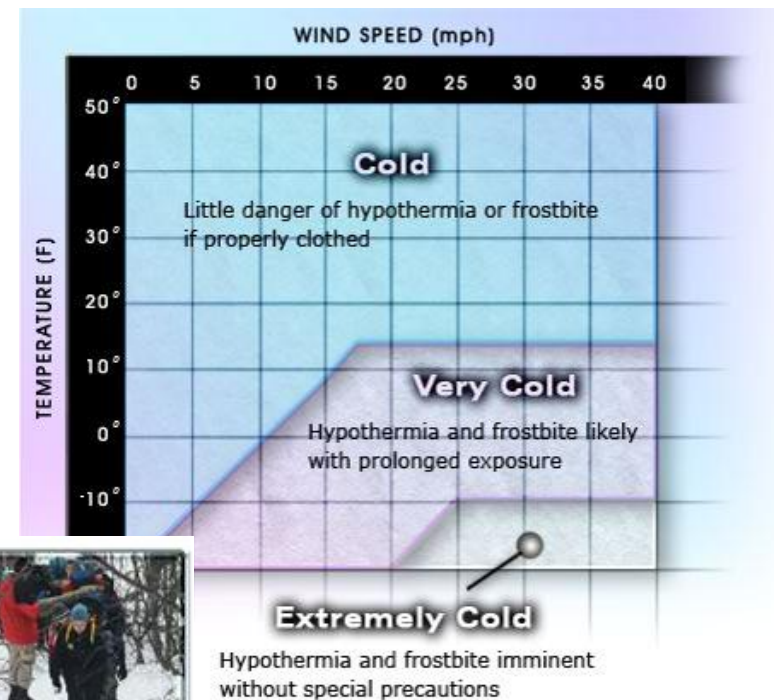 WIND SPEED (mph)
0 5 10 15 20 25 30 35 40
TEMPERATURE (F)
50°
40°
30°
20°
10°
0°
-10°
Cold
Little danger of hypothermia or frostbite
if properly clothed
Very Cold
Hypothermia and frostbite likely
with prolonged exposure
Extremely Cold
Hypothermia and frostbite imminent
without special precautions